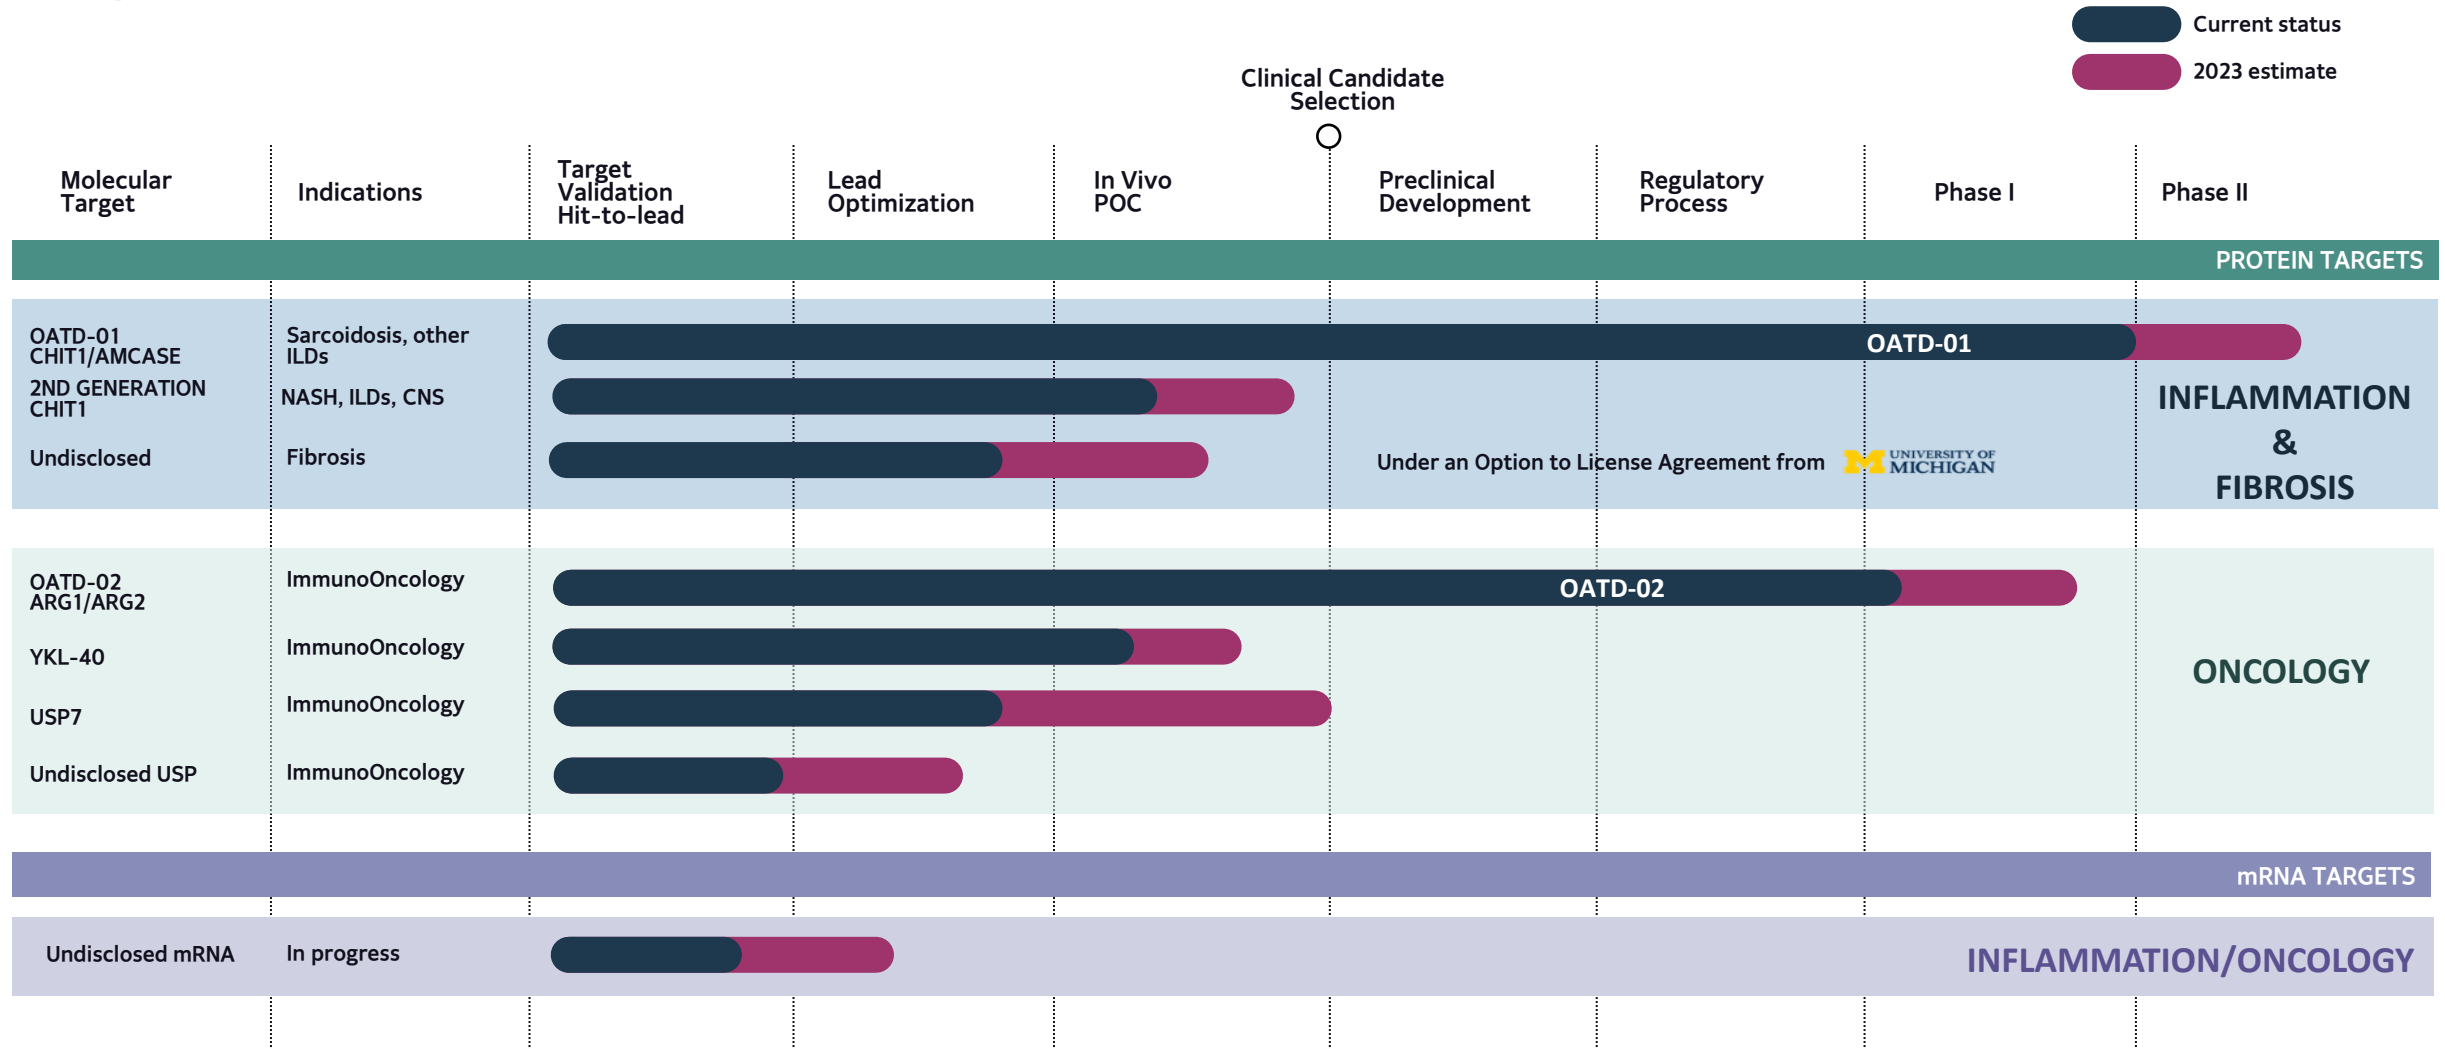 Current status
2023 estimate
Clinical Candidate
Selection
Molecular
Target
Indications
Target
Validation
Hit-to-lead
Lead
Optimization
In Vivo
POC
Preclinical
Development
Regulatory
Process
Phase I
Phase II
PROTEIN TARGETS
OATD-01
CHIT1/AMCASE
Sarcoidosis, other
ILDs
OATD-01
2ND GENERATION
CHIT1
NASH, ILDs, CNS
Undisclosed
Fibrosis
Under an Option to License Agreement from
M UNIVERSITY OF
MICHIGAN
INFLAMMATION
&
FIBROSIS
OATD-02
ARG1/ARG2
ImmunoOncology
OATD-02
YKL-40
ImmunoOncology
USP7
ImmunoOncology
Undisclosed USP
ImmunoOncology
ONCOLOGY
mRNA TARGETS
Undisclosed mRNA
In progress
INFLAMMATION/ONCOLOGY